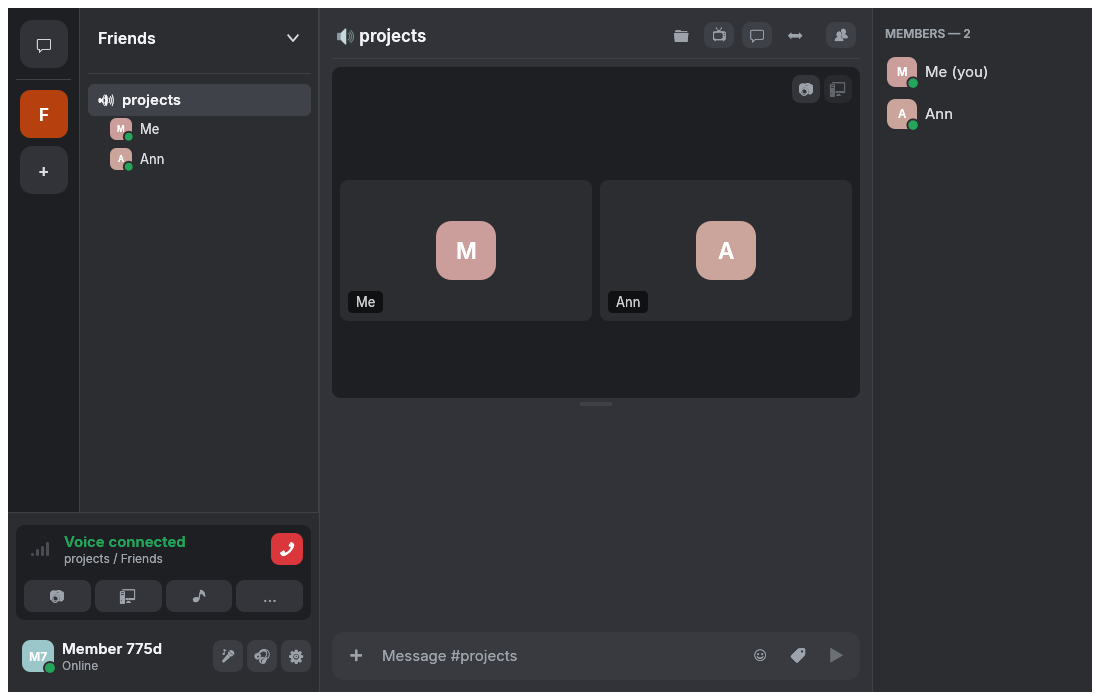 Friends
F
+
projects
M Me
A Ann
projects
M
Me
A
Ann
MEMBERS — 2
M Me (you)
A Ann
Voice connected
projects / Friends
...
M7 Member 775d
Online
+ Message #projects